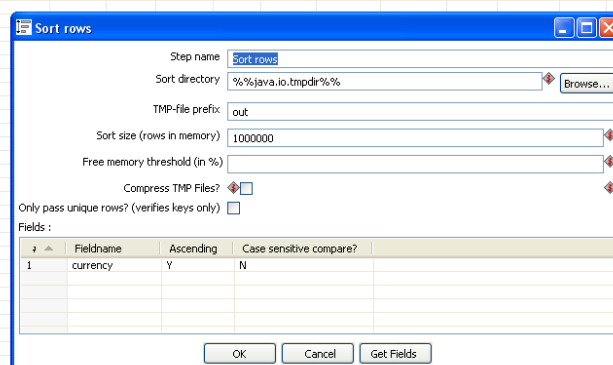 Sort rows
Step name Sort rows
Sort directory %%java.io.tmpdir%% Browse...
TMP-file prefix out
Sort size (rows in memory) 1000000
Free memory threshold (in %)
Compress TMP Files?
Only pass unique rows? (verifies keys only)
Fields :
Fieldname Ascending Case sensitive compare?
1 currency Y N
OK Cancel Get Fields